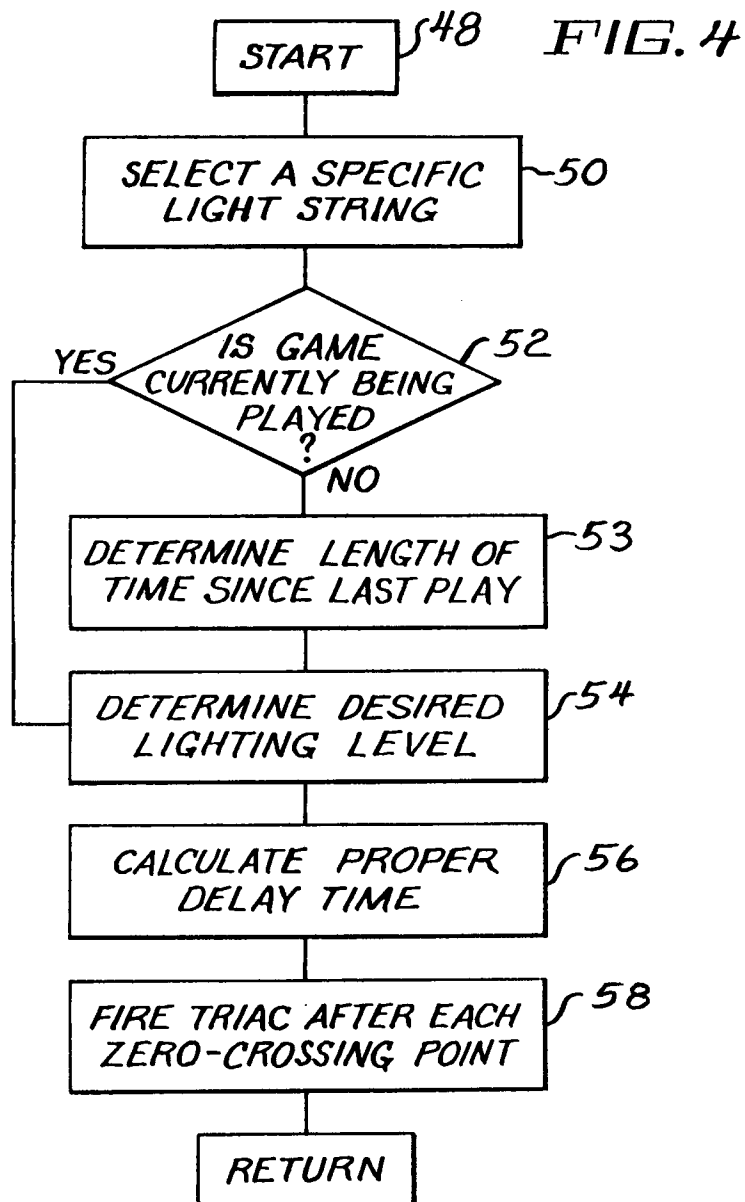 START
48
FIG. 4
SELECT A SPECIFIC
LIGHT STRING
50
YES
IS GAME
CURRENTLY BEING
PLAYED
?
52
NO
DETERMINE LENGTH OF
TIME SINCE LAST PLAY
53
DETERMINE DESIRED
LIGHTING LEVEL
54
CALCULATE PROPER
DELAY TIME
56
FIRE TRIAC AFTER EACH
ZERO-CROSSING POINT
58
RETURN